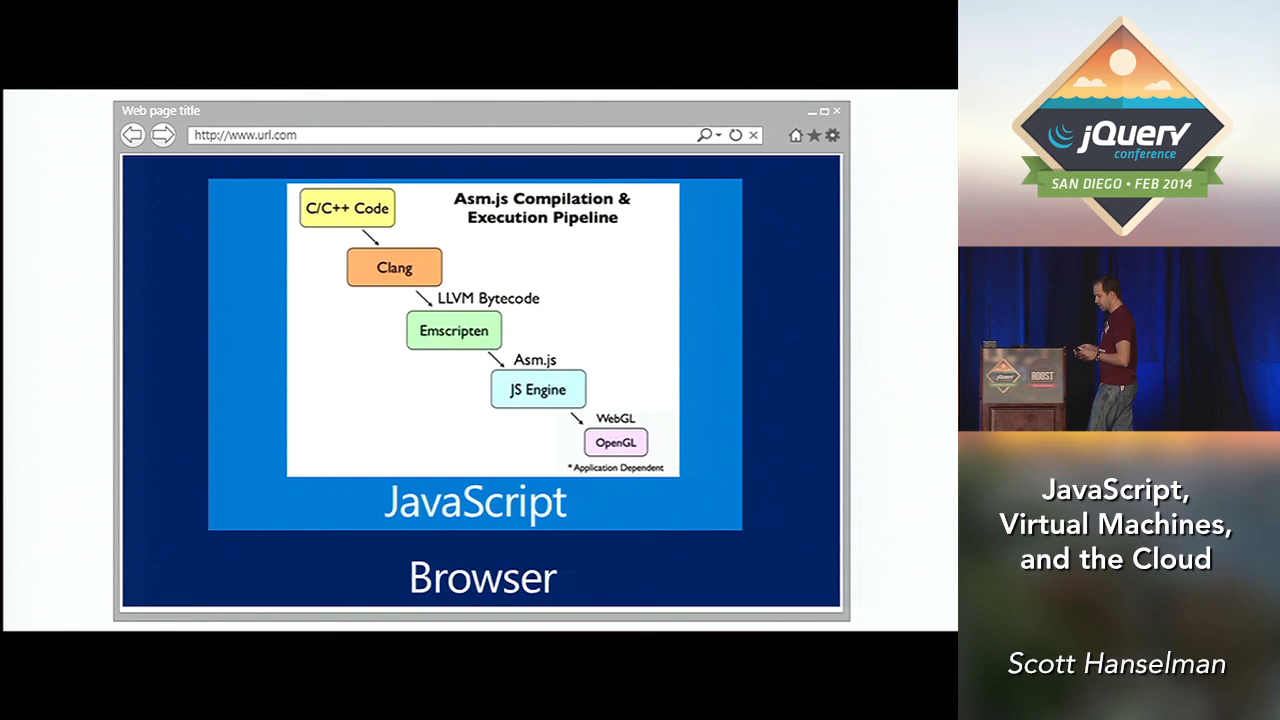 Web page title
http://www.url.com
C/C++ Code
Asm.js Compilation &
Execution Pipeline
Clang
LLVM Bytecode
Emscripten
Asm.js
JS Engine
WebGL
OpenGL
* Application Dependent
JavaScript
Browser
jQuery
conference
SAN DIEGO • FEB 2014
jQuery
ROOST
JavaScript,
Virtual Machines,
and the Cloud
Scott Hanselman